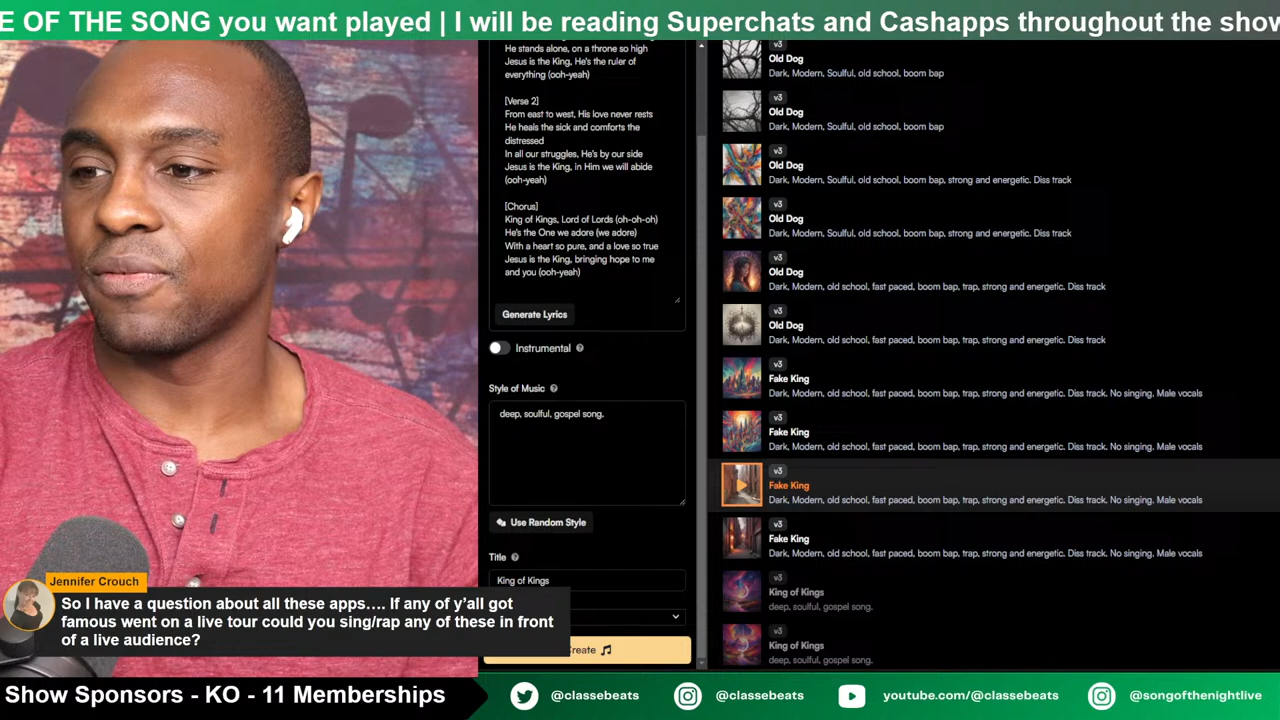 E OF THE SONG you want played | I will be reading Superchats and Cashapps throughout the show
He stands alone, on a throne so high
Jesus is the King, He's the ruler of
everything (ooh-yeah)
[Verse 2]
From east to west, His love never rests
He heals the sick and comforts the
distressed
In all our struggles, He's by our side
Jesus is the King, in Him we will abide
(ooh-yeah)
[Chorus]
King of Kings, Lord of Lords (oh-oh-oh)
He's the One we adore (we adore)
With a heart so pure, and a love so true
Jesus is the King, bringing hope to me
and you (ooh-yeah)
Generate Lyrics
Instrumental
Style of Music
deep, soulful, gospel song.
Use Random Style
Title
King of Kings
Create
v3
Old Dog
Dark, Modern, Soulful, old school, boom bap
v3
Old Dog
Dark, Modern, Soulful, old school, boom bap
v3
Old Dog
Dark, Modern, Soulful, old school, boom bap, strong and energetic. Diss track
v3
Old Dog
Dark, Modern, Soulful, old school, boom bap, strong and energetic. Diss track
v3
Old Dog
Dark, Modern, old school, fast paced, boom bap, trap, strong and energetic. Diss track
v3
Old Dog
Dark, Modern, old school, fast paced, boom bap, trap, strong and energetic. Diss track
v3
Fake King
Dark, Modern, old school, fast paced, boom bap, trap, strong and energetic. Diss track. No singing. Male vocals
v3
Fake King
Dark, Modern, old school, fast paced, boom bap, trap, strong and energetic. Diss track. No singing. Male vocals
v3
Fake King
Dark, Modern, old school, fast paced, boom bap, trap, strong and energetic. Diss track. No singing. Male vocals
v3
Fake King
Dark, Modern, old school, fast paced, boom bap, trap, strong and energetic. Diss track. No singing. Male vocals
v3
King of Kings
deep, soulful, gospel song.
v3
King of Kings
deep, soulful, gospel song.
Jennifer Crouch
So I have a question about all these apps…. If any of y'all got
famous went on a live tour could you sing/rap any of these in front
of a live audience?
Show Sponsors - KO - 11 Memberships
@classebeats
@classebeats
youtube.com/@classebeats
@songofthenightlive